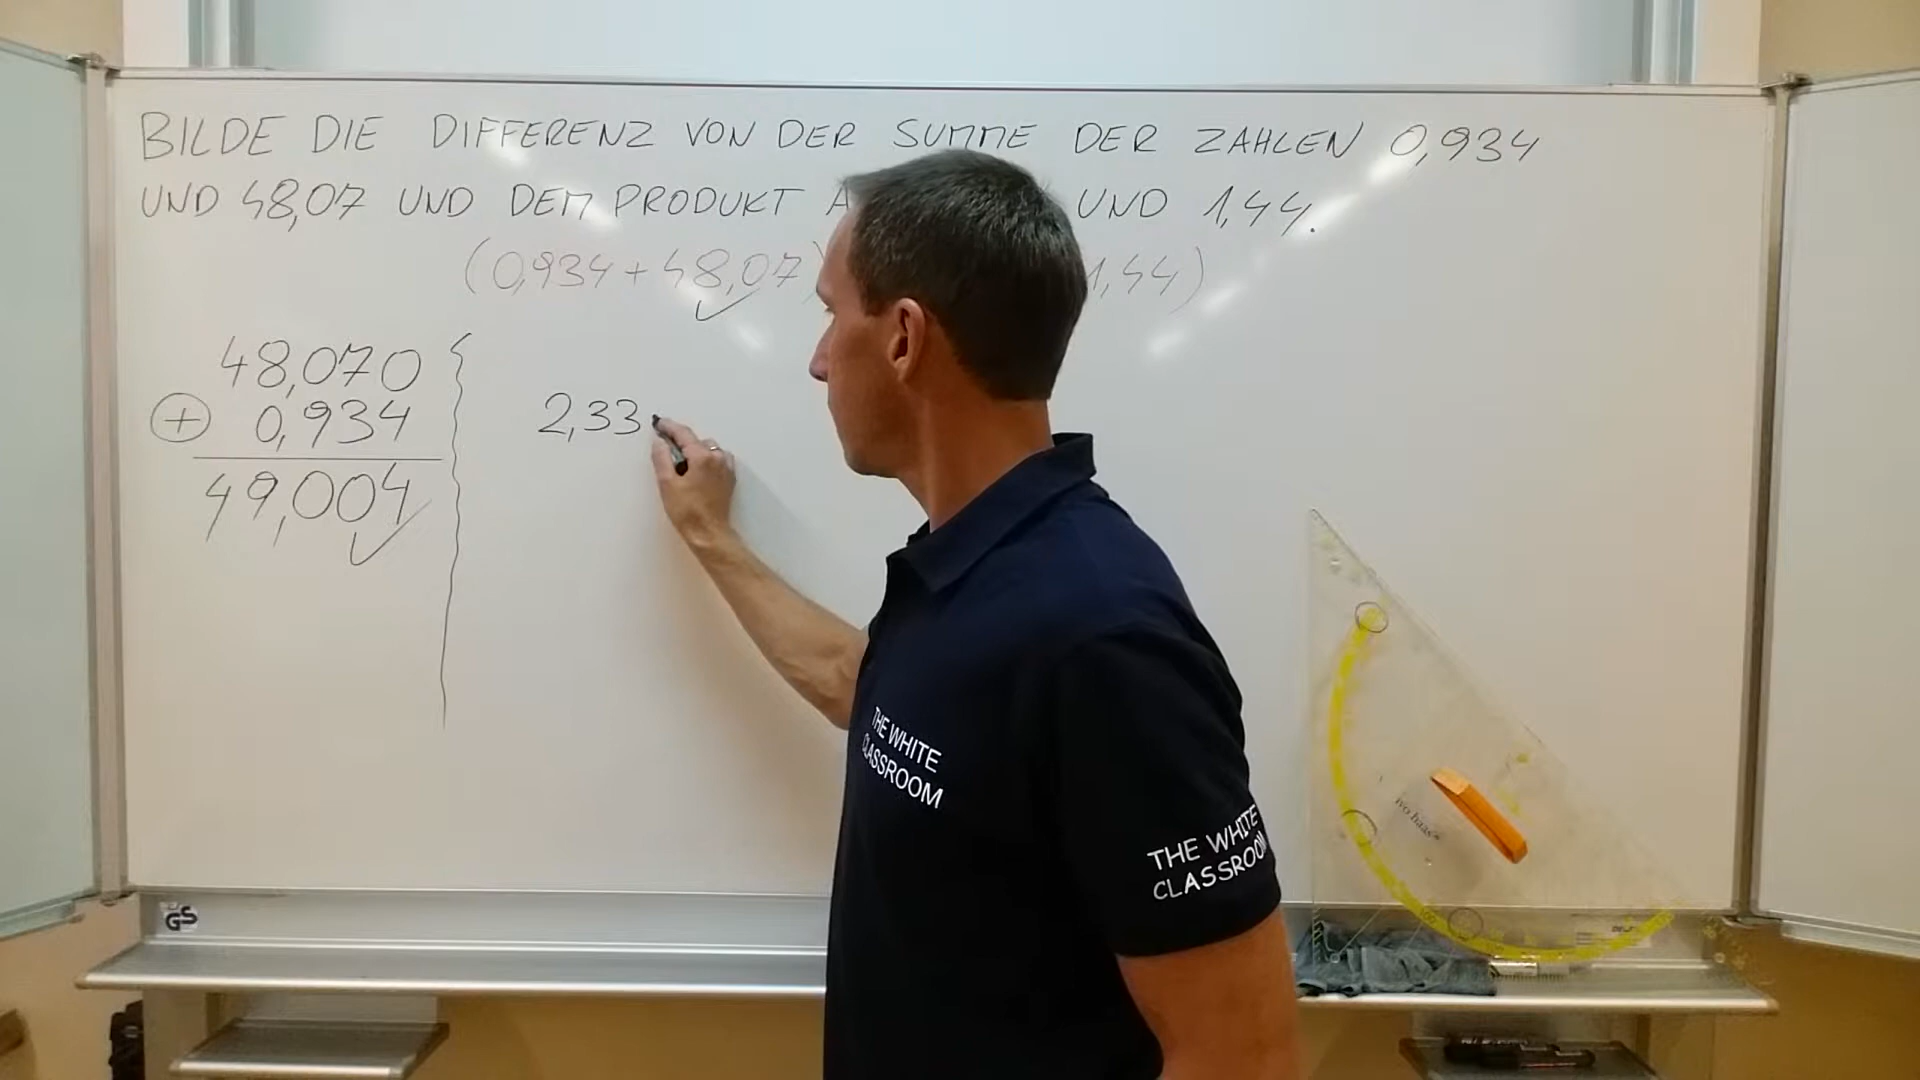 BILDE DIE DIFFERENZ VON DER SUMME DER ZAHLEN 0,934
UND 48,07 UND DEM PRODUKT A UND 1,44.
(0,934+48,07) 1,44)
48,070
+ 0,934
49,004
2,33
THE WHITE
CLASSROOM
THE WHITE
CLASSROOM
ivo haas
GS